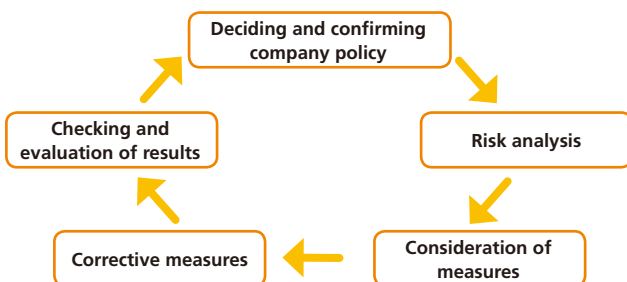 Deciding and confirming
company policy
Checking and
evaluation of results
Risk analysis
Corrective measures
Consideration of
measures